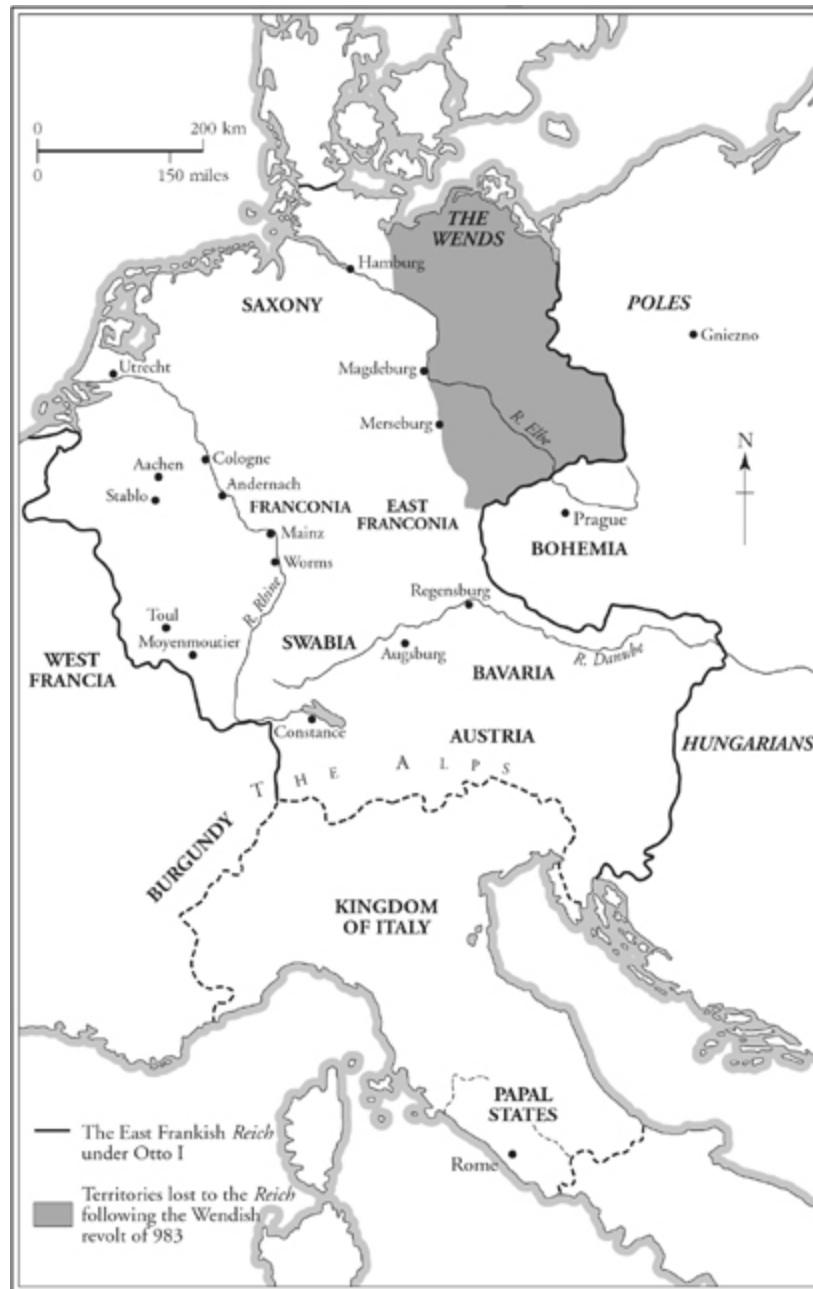 0 200 km
0 150 miles
THE
WENDS
Hamburg
SAXONY
POLES
Gniezno
Utrecht
Magdeburg
R. Elbe
Merseburg
Cologne
Aachen
Andernach
Stablo
FRANCONIA
EAST
FRANCONIA
N
Prague
BOHEMIA
Mainz
Worms
R. Rhine
Regensburg
Toul
Moyenmoutier
SWABIA
Augsburg
WEST
FRANCIA
BAVARIA
R. Danube
Constance
AUSTRIA
HUNGARIANS
THE ALPS
BURGUNDY
KINGDOM
OF ITALY
PAPAL
STATES
Rome
The East Frankish Reich
under Otto I
Territories lost to the Reich
following the Wendish
revolt of 983